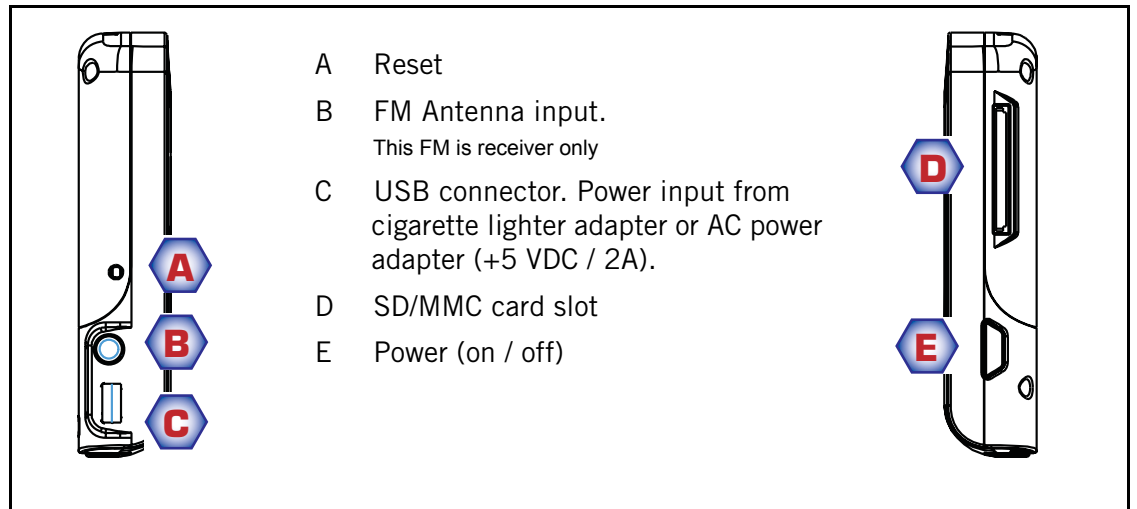 A Reset
B FM Antenna input.
This FM is receiver only
C USB connector. Power input from
cigarette lighter adapter or AC power
adapter (+5 VDC / 2A).
D SD/MMC card slot
E Power (on / off)
A
B
C
D
E